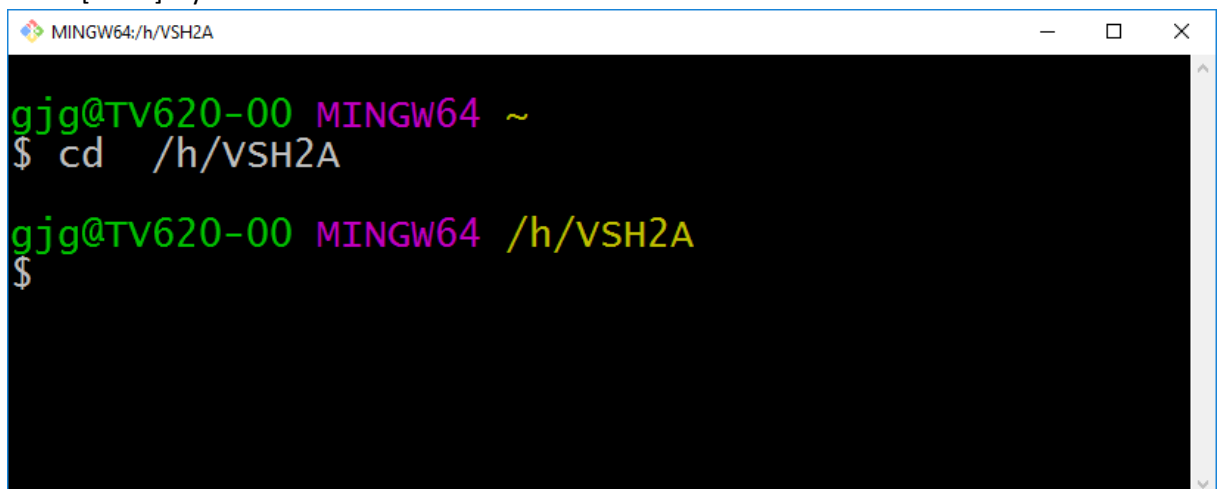 MINGW64:/h/VSH2A
gjg@TV620-00 MINGW64 ~
$ cd  /h/VSH2A
gjg@TV620-00 MINGW64 /h/VSH2A
$